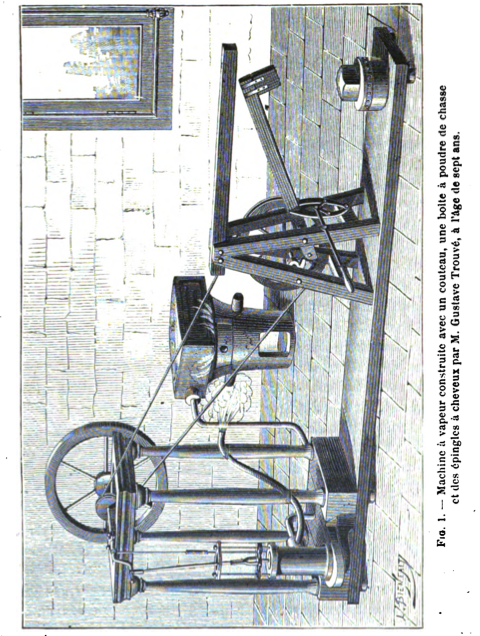 FIG. 1. — Machine à vapeur construite avec un couteau, une boîte à poudre de chasse
et des épingles à cheveux par M. Gustave Trouvé, à l'âge de sept ans.